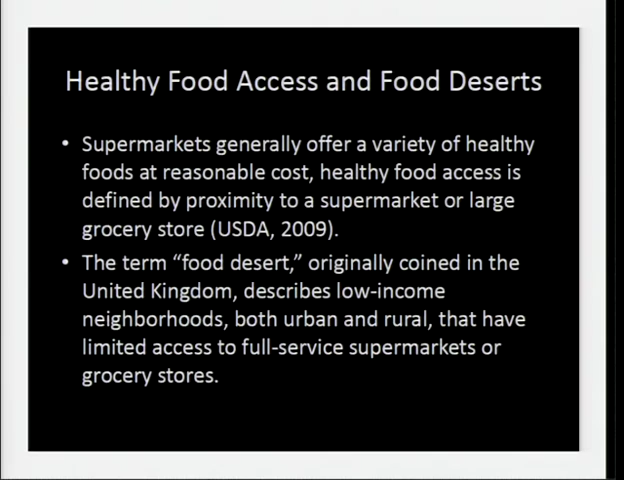 Healthy Food Access and Food Deserts
• Supermarkets generally offer a variety of healthy
foods at reasonable cost, healthy food access is
defined by proximity to a supermarket or large
grocery store (USDA, 2009).
• The term “food desert,” originally coined in the
United Kingdom, describes low-income
neighborhoods, both urban and rural, that have
limited access to full-service supermarkets or
grocery stores.